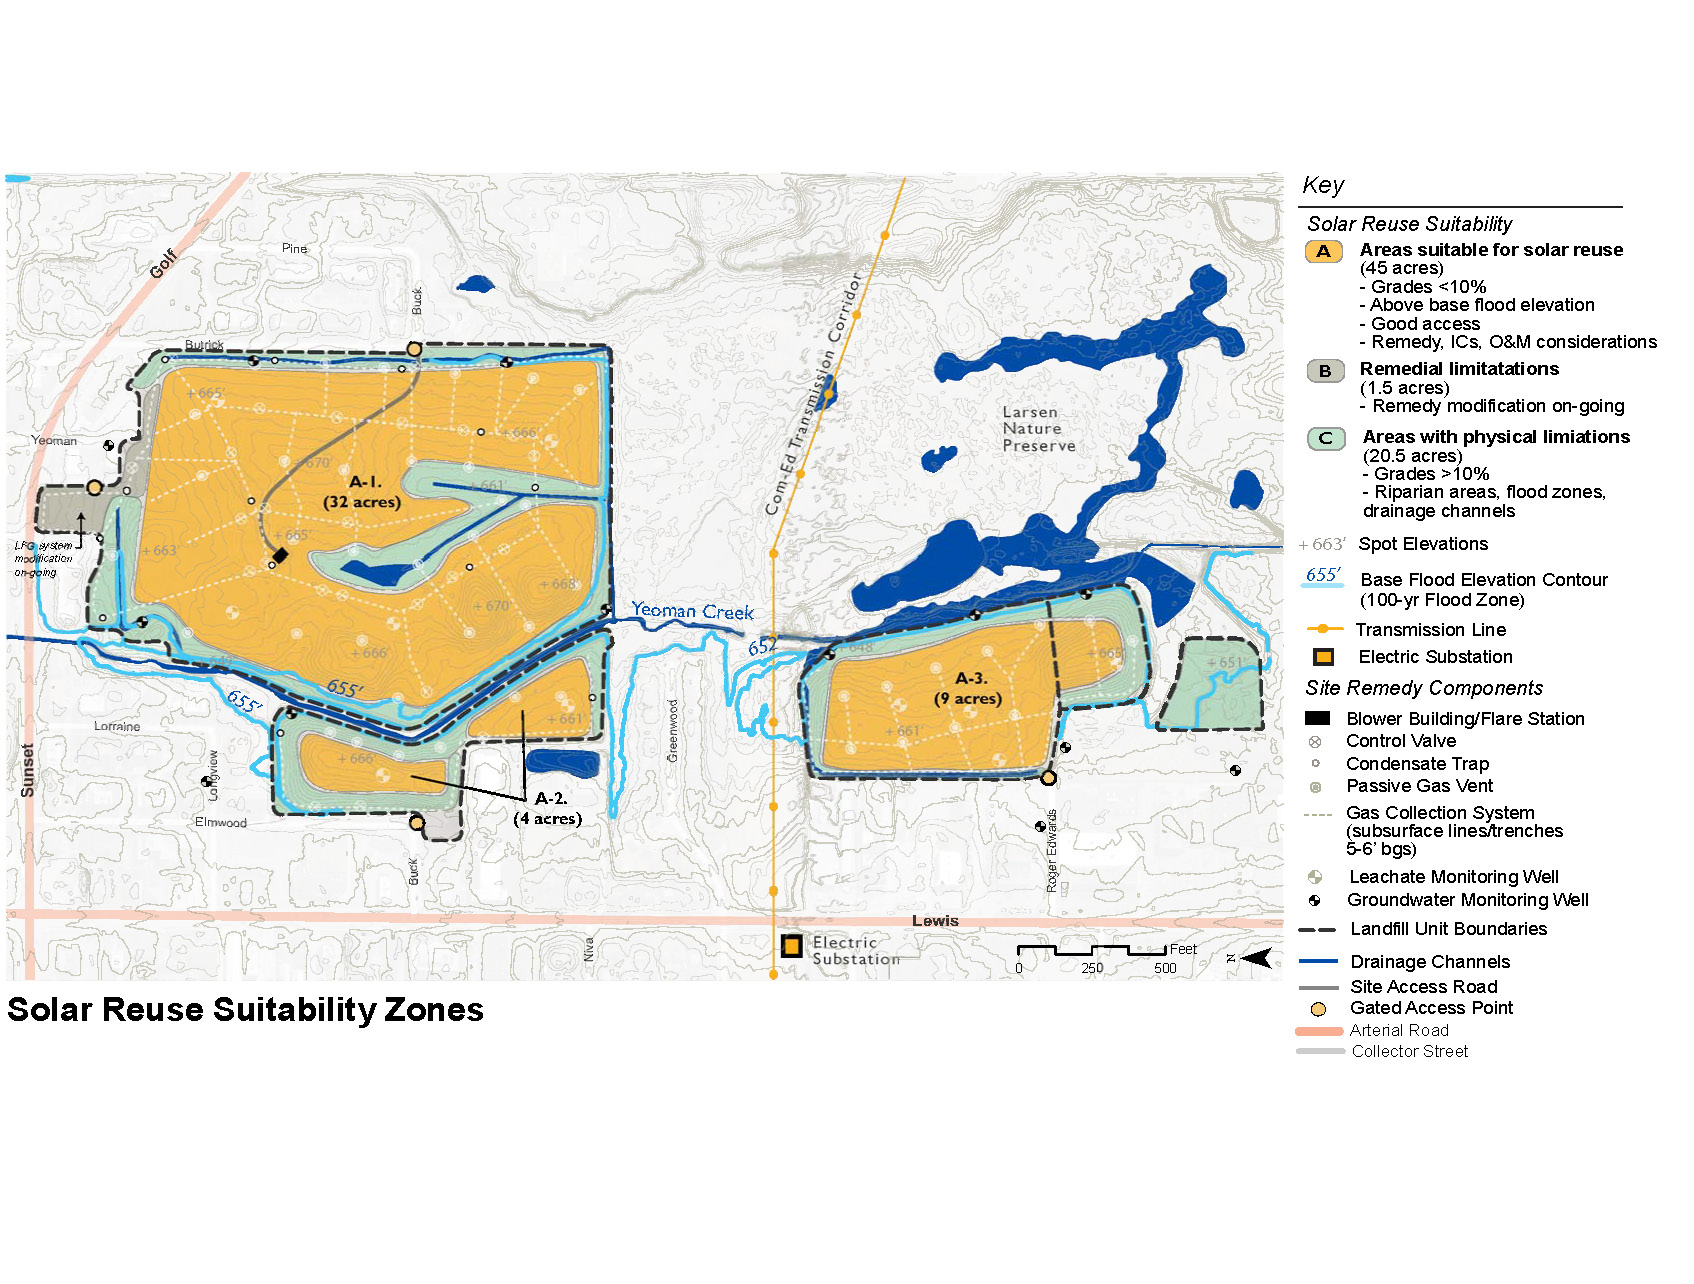 Golf
Pine
Buck
Butrick
Yeoman
+ 665'
+ 666'
670'
A-1.
(32 acres)
+ 661'
+ 665'
+ 663'
LFG system
modification
on-going
+ 668'
+ 670'
+ 666'
655'
655'
Yeoman Creek
652'
Com-Ed Transmission Corridor
Larsen
Nature
Preserve
+ 648'
A-3.
(9 acres)
+ 665'
+ 651'
+ 661'
+ 661'
+ 666'
A-2.
(4 acres)
Lorraine
Longview
Sunset
Elmwood
Buck
Greenwood
Niva
Roger Edwards
Lewis
Electric
Substation
Feet
0 250 500
N
Solar Reuse Suitability Zones
Key
Solar Reuse Suitability
A Areas suitable for solar reuse
(45 acres)
- Grades <10%
- Above base flood elevation
- Good access
- Remedy, ICs, O&M considerations
B Remedial limitatations
(1.5 acres)
- Remedy modification on-going
C Areas with physical limiations
(20.5 acres)
- Grades >10%
- Riparian areas, flood zones,
drainage channels
+ 663' Spot Elevations
655' Base Flood Elevation Contour
(100-yr Flood Zone)
Transmission Line
Electric Substation
Site Remedy Components
Blower Building/Flare Station
Control Valve
Condensate Trap
Passive Gas Vent
Gas Collection System
(subsurface lines/trenches
5-6' bgs)
Leachate Monitoring Well
Groundwater Monitoring Well
Landfill Unit Boundaries
Drainage Channels
Site Access Road
Gated Access Point
Arterial Road
Collector Street